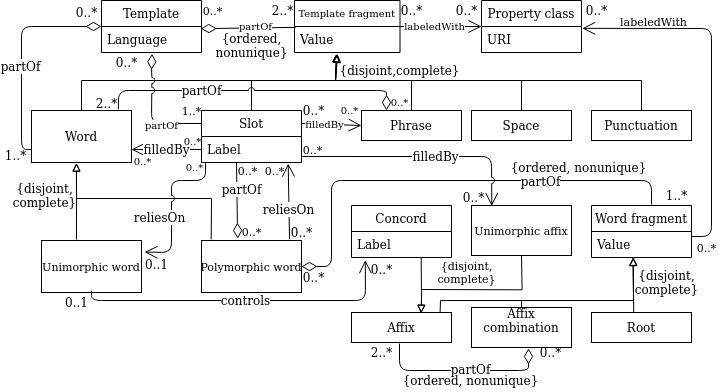 0..*
Template
0..*
2..*
Template fragment
0..*
0..*
Property class
0..*
labeledWith
Language
partOf
Value
labeledWith
URI
{ordered,
nonunique}
partOf
0..*
{disjoint,complete}
partOf
2..*
0..*
1..*
Slot
0..*
0..*
Word
partOf
filledBy
Phrase
Space
Punctuation
1..*
0..*
filledBy
0..*
Label
0..*
filledBy
{ordered, nonunique}
0..*
0..*
0..*
partOf
{disjoint,
complete}
partOf
0..*
1..*
reliesOn
reliesOn
Concord
Unimorphic affix
Word fragment
0..*
0..*
Label
Value
0..*
Unimorphic word
0..1
Polymorphic word
0..*
0..*
{disjoint,
complete}
{disjoint,
complete}
0..1
controls
Affix
Affix
combination
Root
2..*
0..*
partOf
{ordered, nonunique}